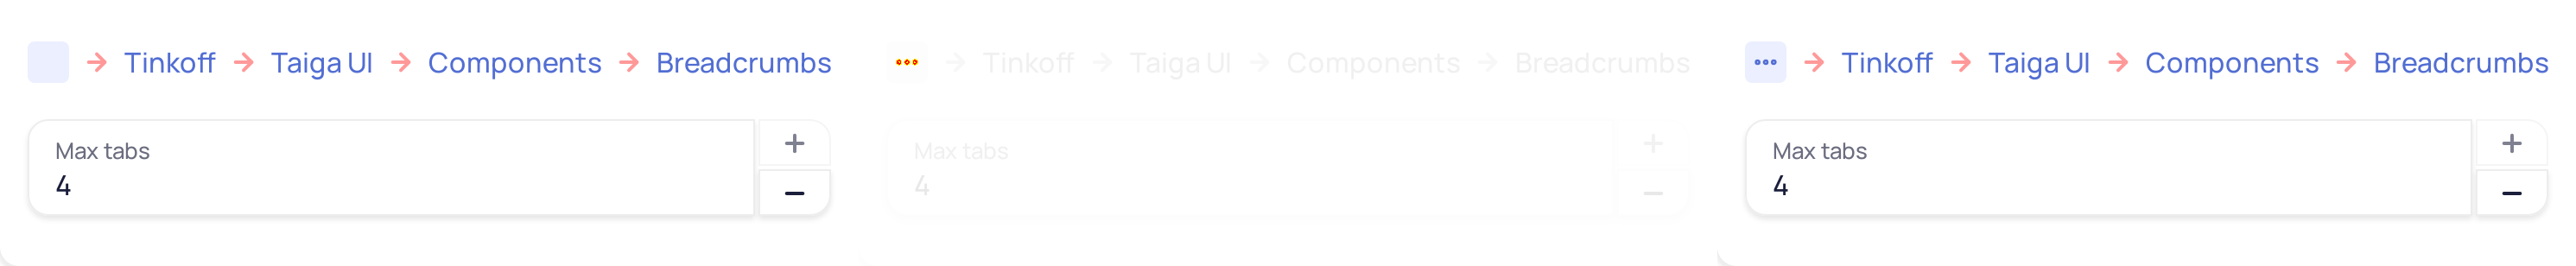 → Tinkoff → Taiga UI → Components → Breadcrumbs
Max tabs
4
+
−
••• → Tinkoff → Taiga UI → Components → Breadcrumbs
Max tabs
4
+
−
••• → Tinkoff → Taiga UI → Components → Breadcrumbs
Max tabs
4
+
−